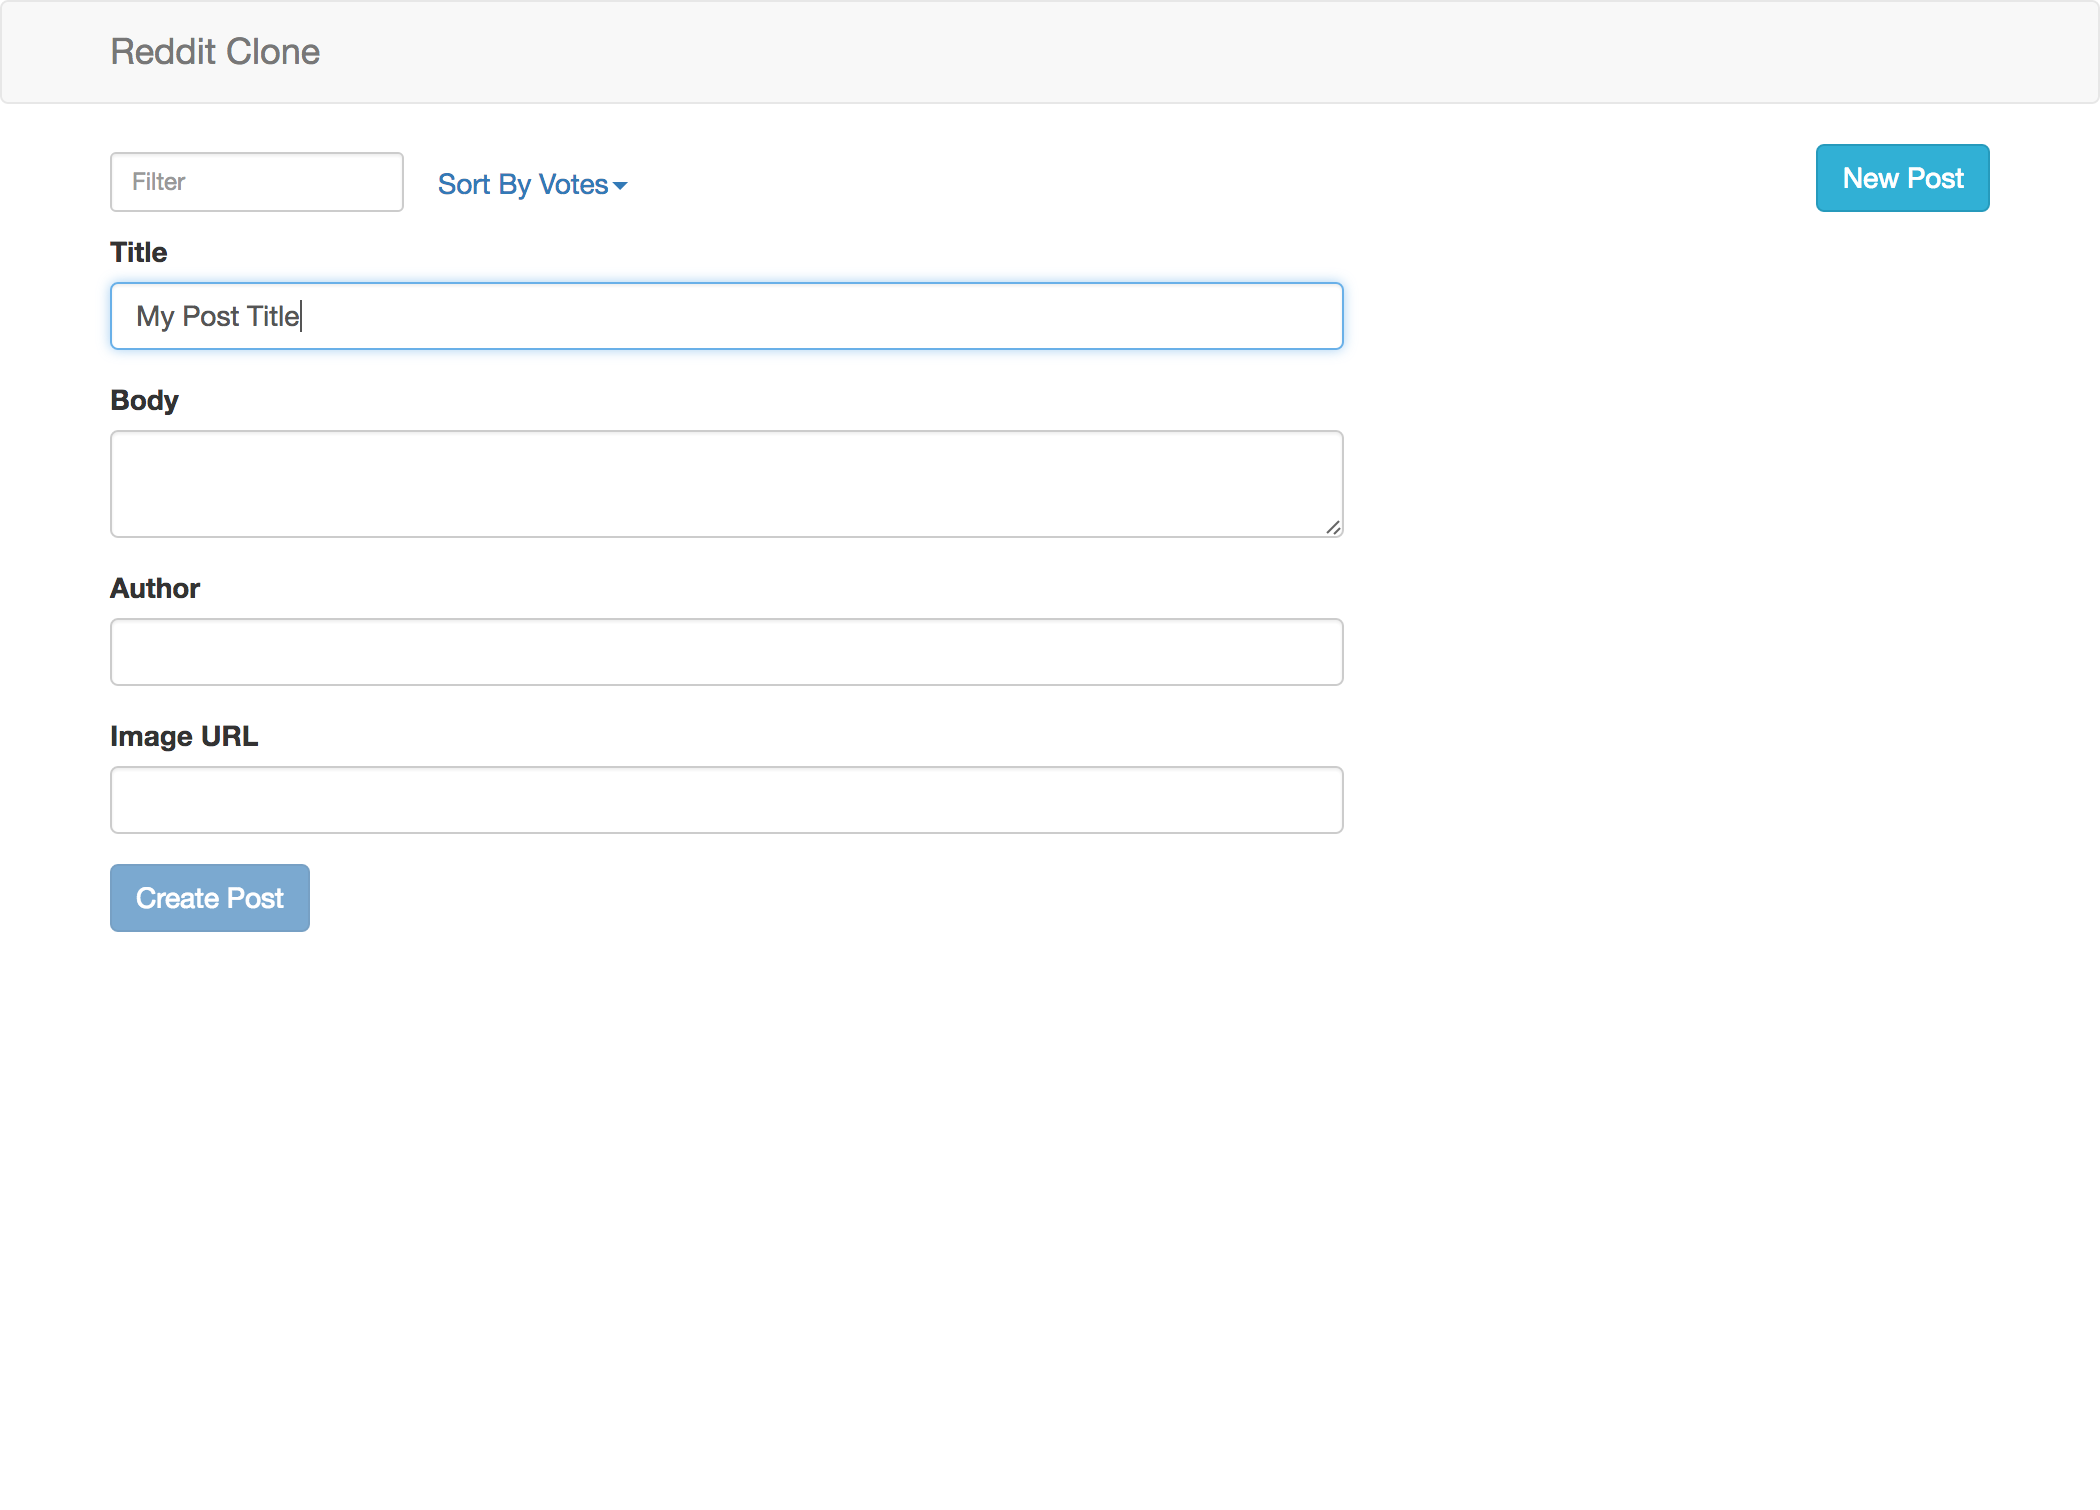 Reddit Clone
Filter
Sort By Votes
New Post
Title
My Post Title
Body
Author
Image URL
Create Post